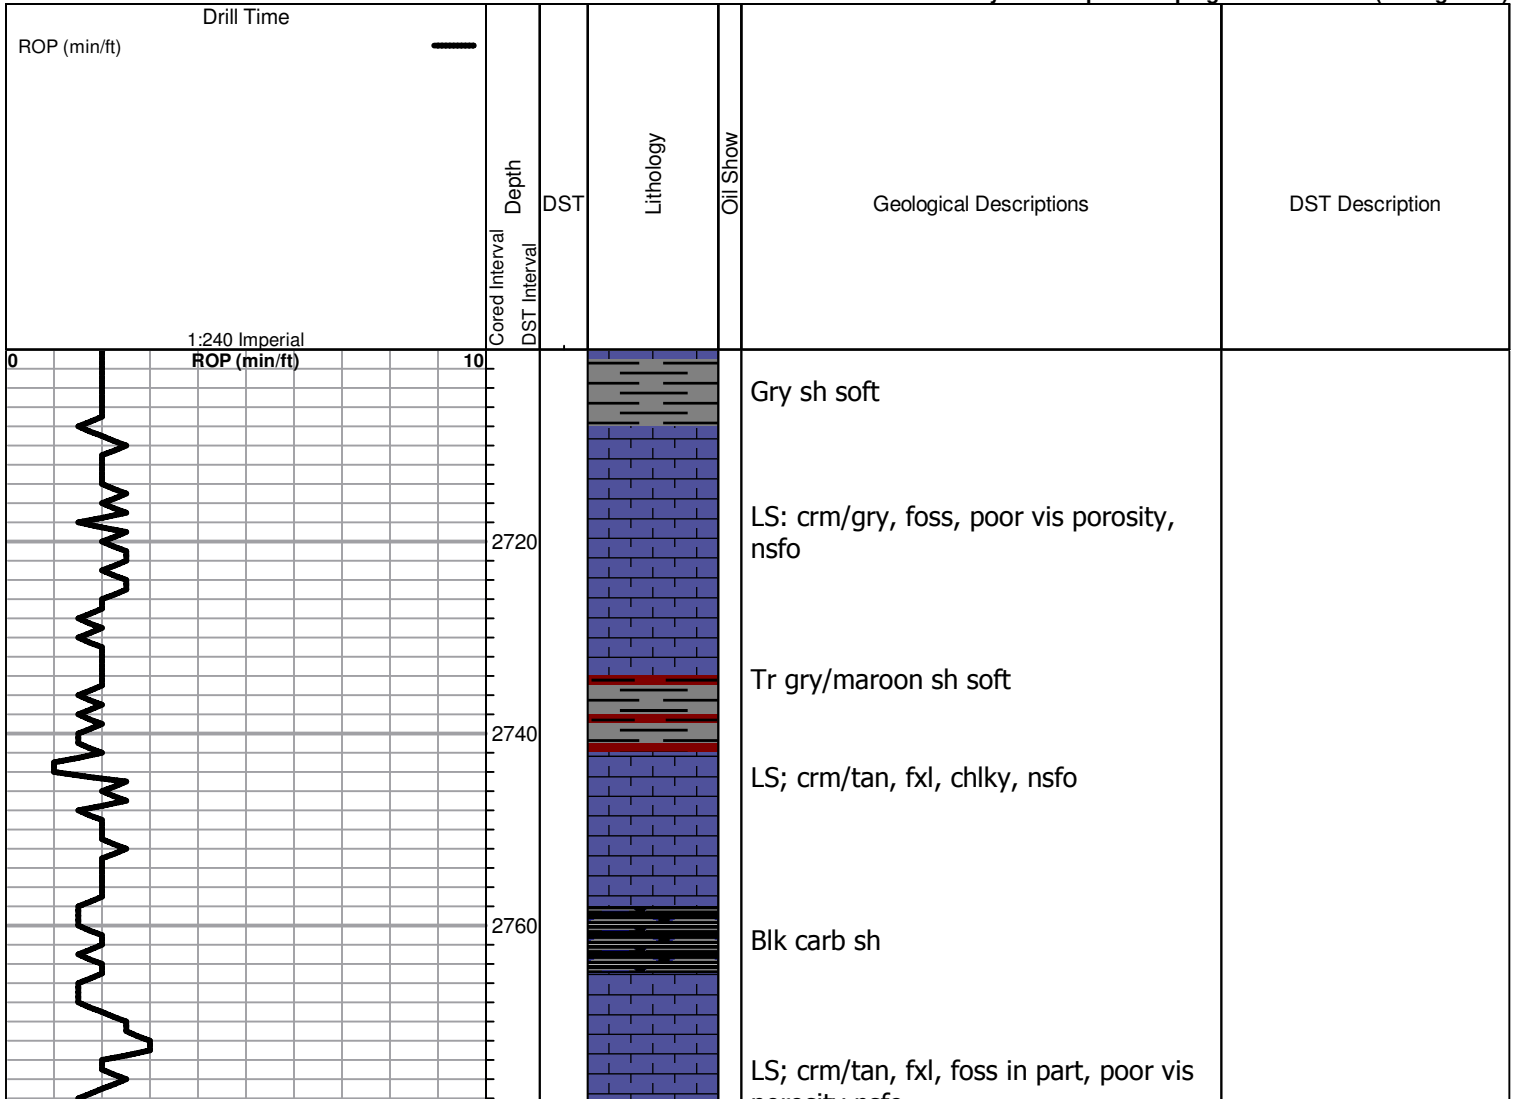 Drill Time
ROP (min/ft)
Cored Interval
Depth
DST Interval
DST
Lithology
Oil Show
Geological Descriptions
DST Description
1:240 Imperial
0 ROP (min/ft) 10
Gry sh soft
LS: crm/gry, foss, poor vis porosity,
nsfo
2720
Tr gry/maroon sh soft
2740
LS; crm/tan, fxl, chlky, nsfo
2760
Blk carb sh
LS; crm/tan, fxl, foss in part, poor vis
porosity nsfo